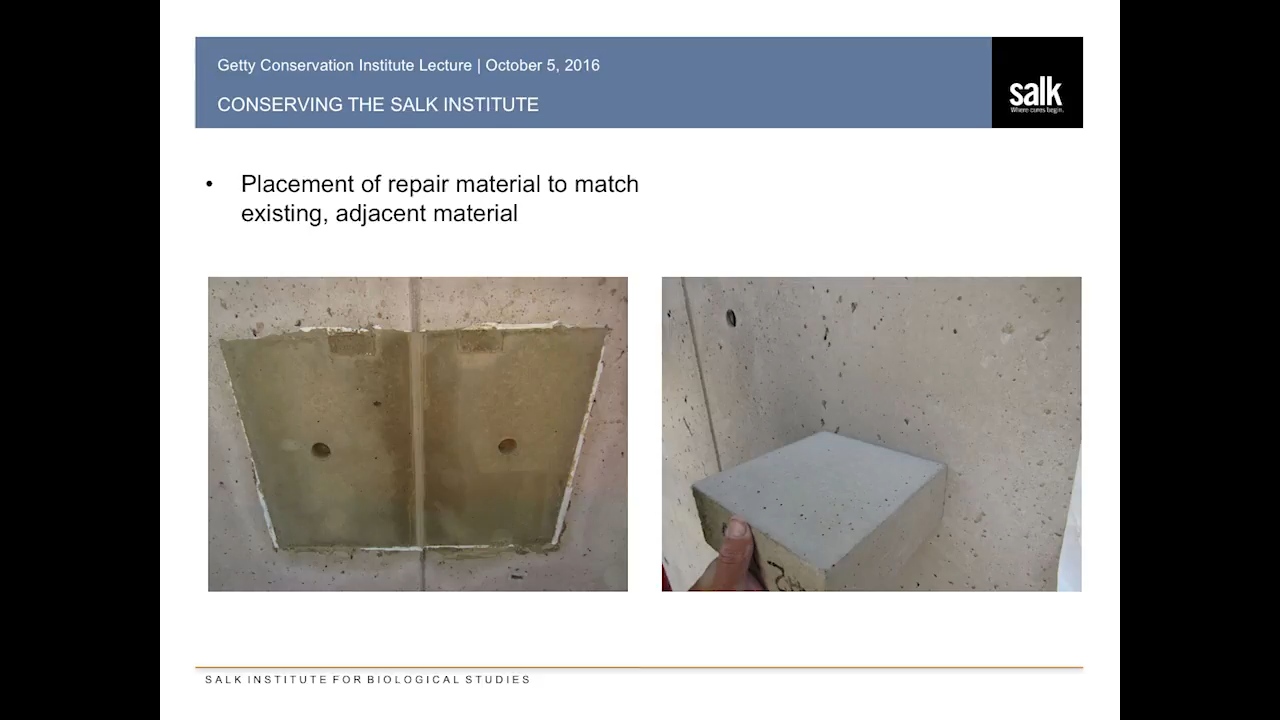 Getty Conservation Institute Lecture | October 5, 2016
CONSERVING THE SALK INSTITUTE
salk
Where cures begin.
• Placement of repair material to match
existing, adjacent material
SALK INSTITUTE FOR BIOLOGICAL STUDIES